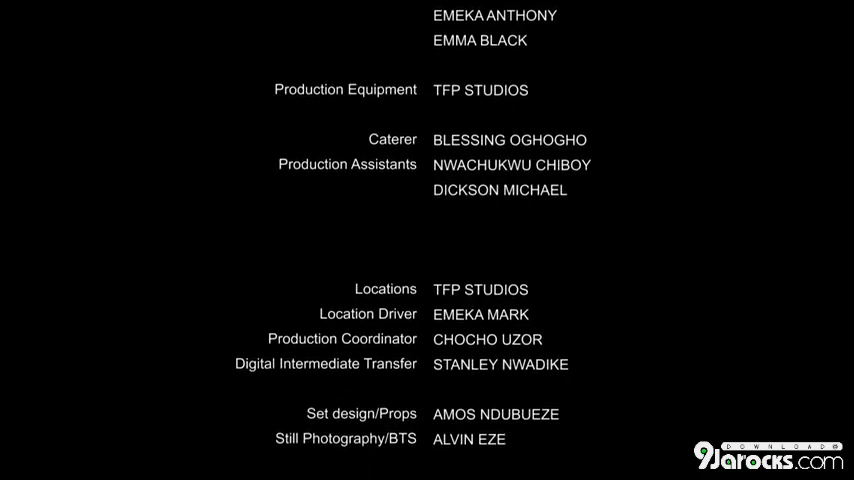 EMEKA ANTHONY
EMMA BLACK
Production Equipment TFP STUDIOS
Caterer BLESSING OGHOGHO
Production Assistants NWACHUKWU CHIBOY
DICKSON MICHAEL
Locations TFP STUDIOS
Location Driver EMEKA MARK
Production Coordinator CHOCHO UZOR
Digital Intermediate Transfer STANLEY NWADIKE
Set design/Props AMOS NDUBUEZE
Still Photography/BTS ALVIN EZE
DOWNLOAD@
9Jarocks.com